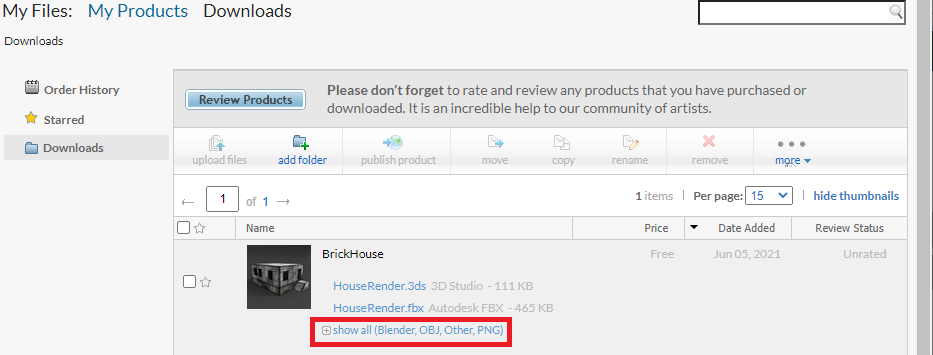 My Files: My Products Downloads
Downloads
Order History
Starred
Downloads
Review Products
Please don't forget to rate and review any products that you have purchased or
downloaded. It is an incredible help to our community of artists.
upload files add folder publish product move copy rename remove more
1 of 1
1 items Per page: 15 hide thumbnails
Name Price Date Added Review Status
BrickHouse Free Jun 05, 2021 Unrated
HouseRender.3ds 3D Studio - 111 KB
HouseRender.fbx Autodesk FBX - 465 KB
show all (Blender, OBJ, Other, PNG)